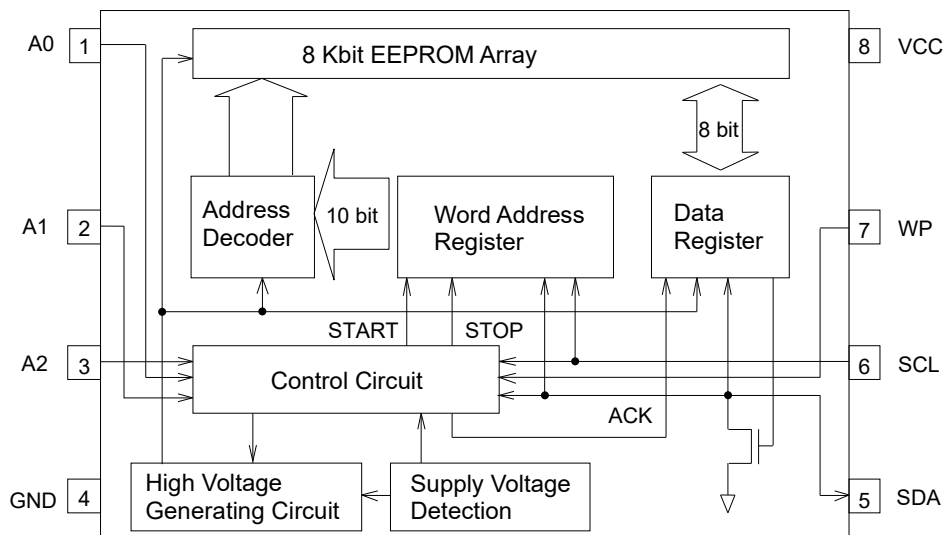 A0
1
8 Kbit EEPROM Array
8
VCC
8 bit
A1
2
Address
Decoder
10 bit
Word Address
Register
Data
Register
7
WP
START
STOP
A2
3
Control Circuit
6
SCL
ACK
GND
4
High Voltage
Generating Circuit
Supply Voltage
Detection
5
SDA